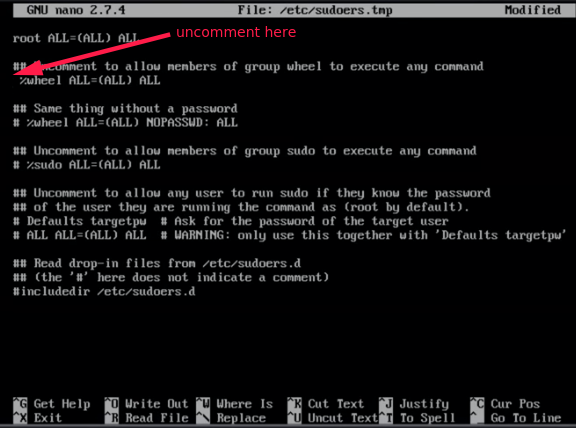 GNU nano 2.7.4 File: /etc/sudoers.tmp Modified
uncomment here
root ALL=(ALL) ALL
## Uncomment to allow members of group wheel to execute any command
%wheel ALL=(ALL) ALL
## Same thing without a password
# %wheel ALL=(ALL) NOPASSWD: ALL
## Uncomment to allow members of group sudo to execute any command
# %sudo ALL=(ALL) ALL
## Uncomment to allow any user to run sudo if they know the password
## of the user they are running the command as (root by default).
# Defaults targetpw # Ask for the password of the target user
# ALL ALL=(ALL) ALL # WARNING: only use this together with 'Defaults targetpw'
## Read drop-in files from /etc/sudoers.d
## (the '#' here does not indicate a comment)
#includedir /etc/sudoers.d
^G Get Help ^O Write Out ^W Where Is ^K Cut Text ^J Justify ^C Cur Pos
^X Exit ^R Read File ^\ Replace ^U Uncut Text ^T To Spell ^_ Go To Line